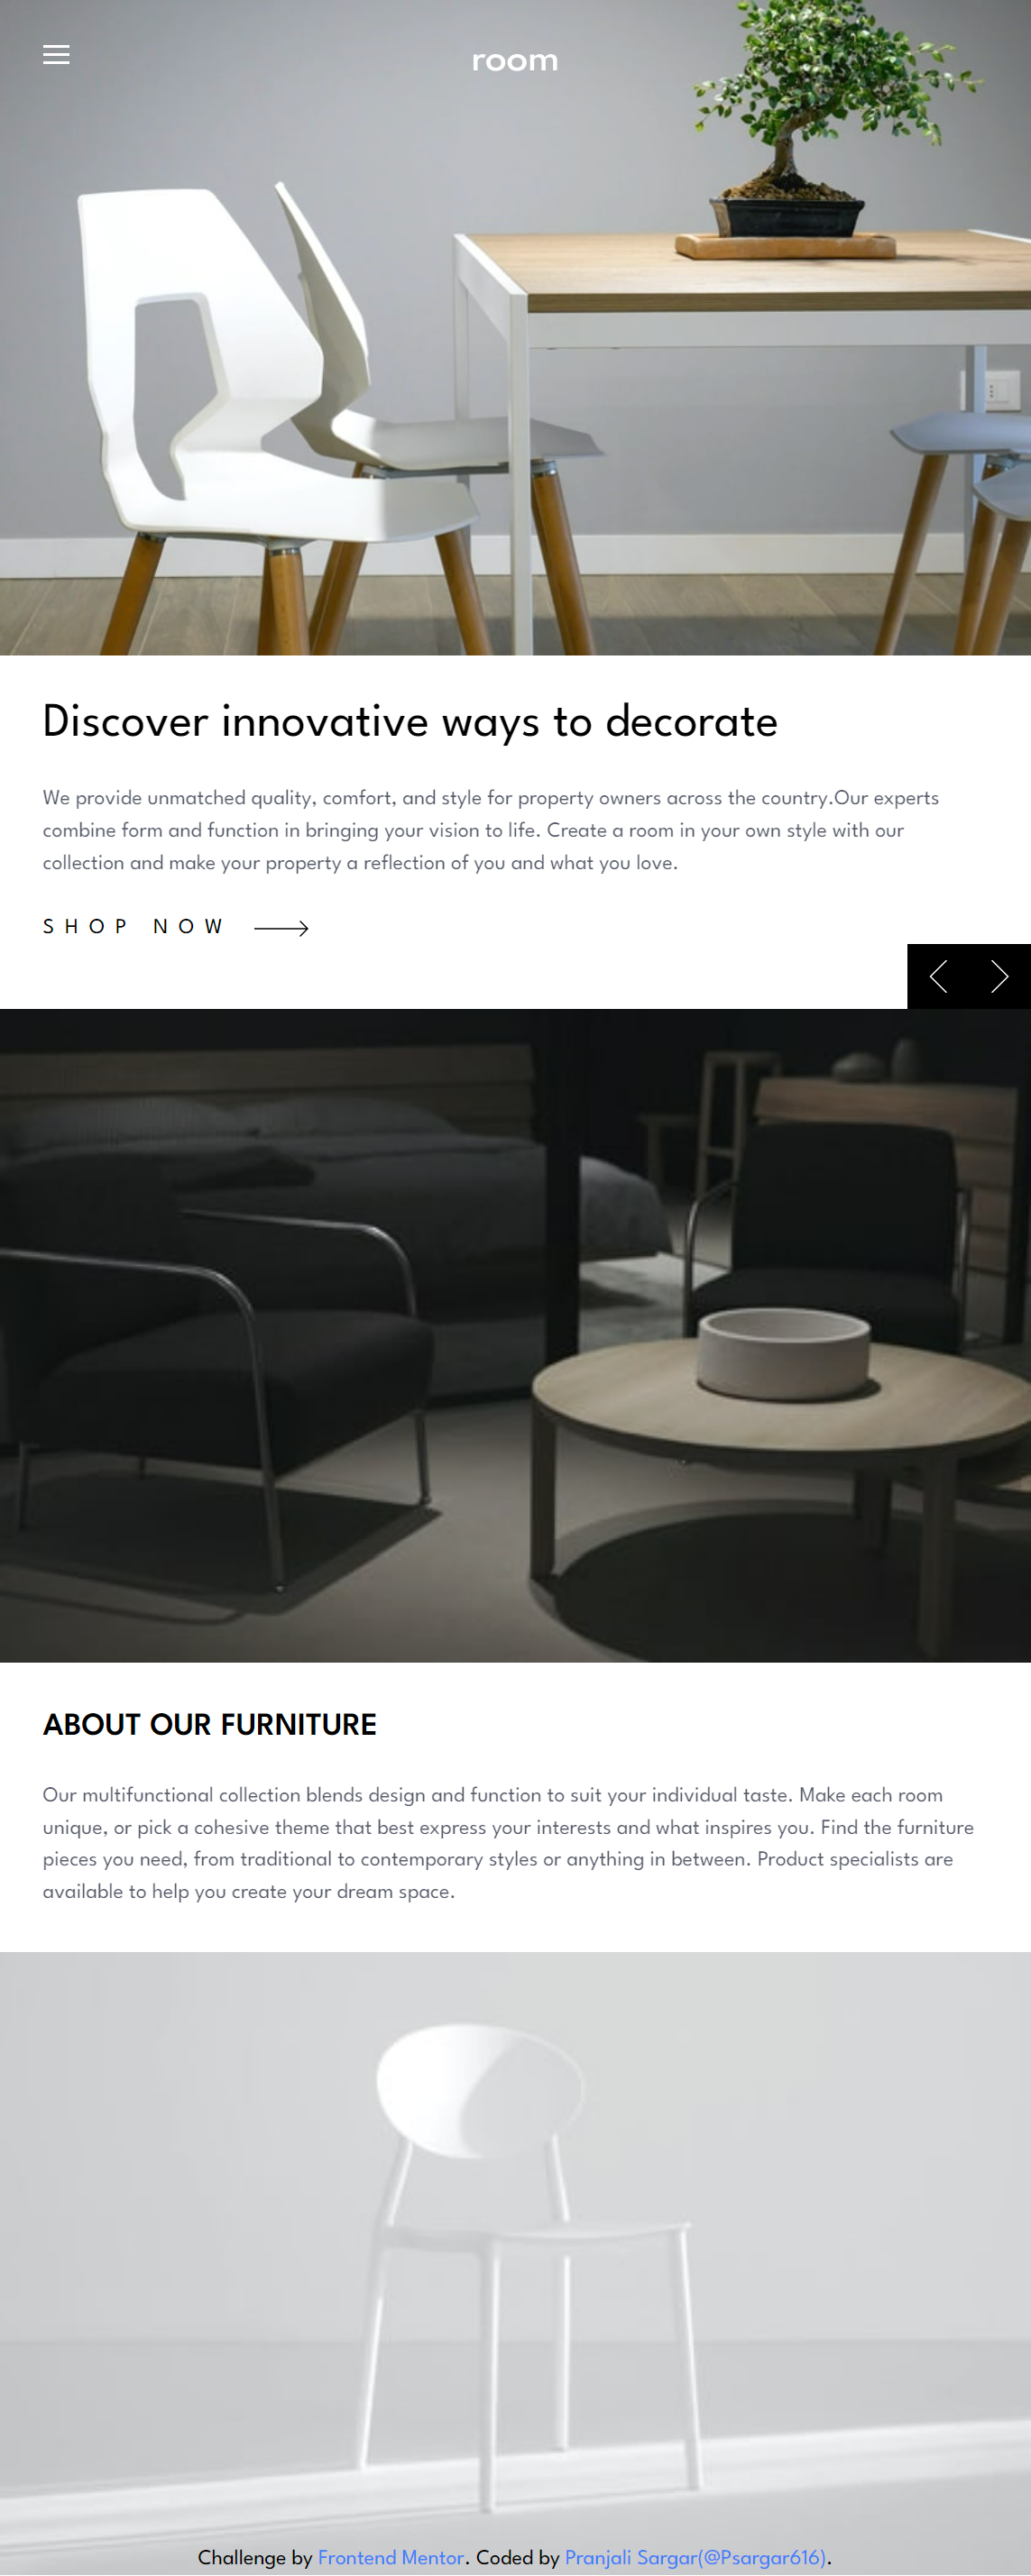 room
Discover innovative ways to decorate
We provide unmatched quality, comfort, and style for property owners across the country.Our experts
combine form and function in bringing your vision to life. Create a room in your own style with our
collection and make your property a reflection of you and what you love.
SHOP NOW
ABOUT OUR FURNITURE
Our multifunctional collection blends design and function to suit your individual taste. Make each room
unique, or pick a cohesive theme that best express your interests and what inspires you. Find the furniture
pieces you need, from traditional to contemporary styles or anything in between. Product specialists are
available to help you create your dream space.
Challenge by Frontend Mentor. Coded by Pranjali Sargar(@Psargar616).